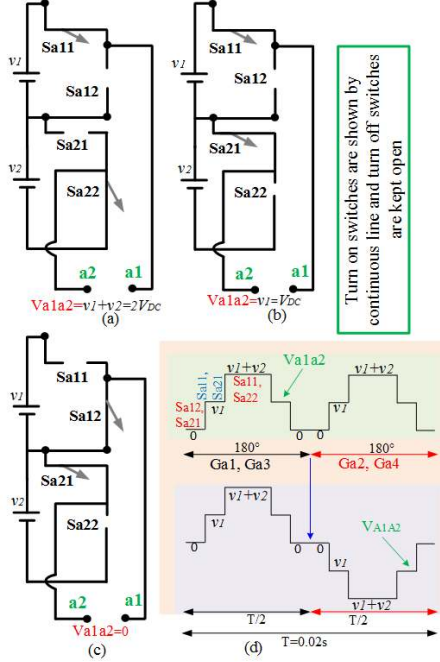 Sa11
v1
Sa12
Sa21
v2
Sa22
a2
a1
Va1a2=v1+v2=2VDC
(a)
Sa11
v1
Sa12
Sa21
v2
Sa22
a2
a1
Va1a2=v1=VDC
(b)
Turn on switches are shown by
continuous line and turn off switches
are kept open
Sa11
v1
Sa12
Sa21
v2
Sa22
a2
a1
Va1a2=0
(c)
v1+v2
v1+v2
Va1a2
Sa11,
Sa21
Sa11,
Sa22
Sa12,
Sa21
v1
v1
0
0
0
180°
180°
Ga1, Ga3
Ga2, Ga4
v1+v2
v1
VA1A2
0
0
0
v1
v1+v2
T/2
T/2
T=0.02s
(d)